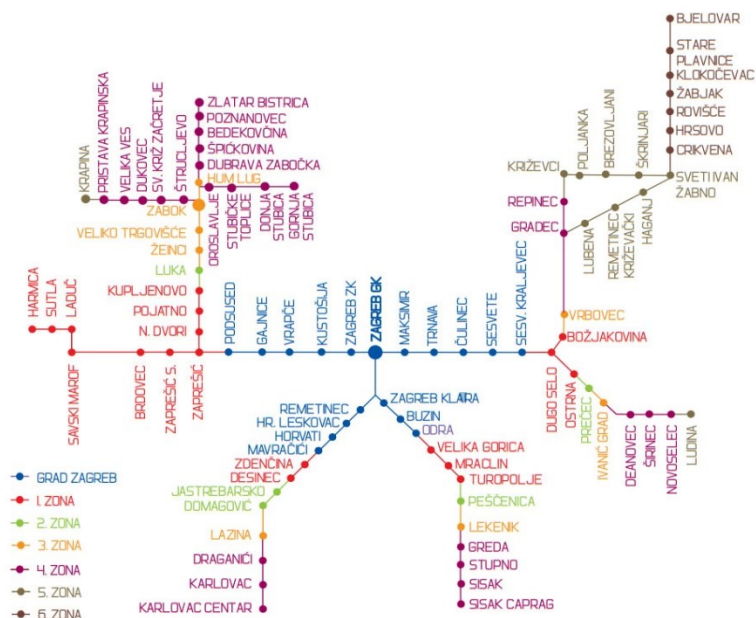 BJELOVAR
STARE
PLAVNICE
KLOKOČEVAC
ŽABJAK
ROVIŠĆE
HRSOVO
CRIKVENA
SVETI IVAN
ŽABNO
ŠKRINJARI
BREZOVLJANI
POLJANKA
KRIŽEVCI
REPINEC
GRADEC
LUBENA
REMETINEC
KRIŽEVAČKI
HAGANJ
VRBOVEC
BOŽJAKOVINA
ZLATAR BISTRICA
POZNANOVEC
BEDEKOVČINA
ŠPIĆKOVINA
DUBRAVA ZABOČKA
HUM LUG
KRAPINA
PRISTAVA KRAPINSKA
VELIKA VES
ĐUKOVEC
SV. KRIŽ ZAČRETJE
ŠTRUCLJEVO
ZABOK
OROSLAVLJE
STUBIČKE
TOPLICE
DONJA
STUBICA
GORNJA
STUBICA
VELIKO TRGOVIŠĆE
ŽEINCI
LUKA
KUPLJENOVO
POJATNO
N. DVORI
HARMICA
SUTLA
LADUČ
SAVSKI MAROF
BRDOVEC
ZAPREŠIĆ S.
ZAPREŠIĆ
PODSUSED
GAJNICE
VRAPČE
KUSTOŠIJA
ZAGREB ZK
ZAGREB GK
MAKSIMIR
TRNAVA
ČULINEC
SESVETE
SESV. KRALJEVEC
DUGO SELO
OSTRINA
PREČEC
IVANIĆ GRAD
DEANOVEC
ŠIRINEC
NOVOSELEC
LUDINA
REMETINEC
HR. LESKOVAC
HORVATI
MAVRAČIĆI
ZDENČINA
DESINEC
JASTREBARSKO
DOMAGOVIĆ
LAZINA
DRAGANIĆI
KARLOVAC
KARLOVAC CENTAR
ZAGREB KLARA
BUZIN
ODRA
VELIKA GORICA
MRACLIN
TUROPOLJE
PEŠĆENICA
LEKENIK
GREDA
STUPNO
SISAK
SISAK CAPRAG
GRAD ZAGREB
1. ZONA
2. ZONA
3. ZONA
4. ZONA
5. ZONA
6. ZONA